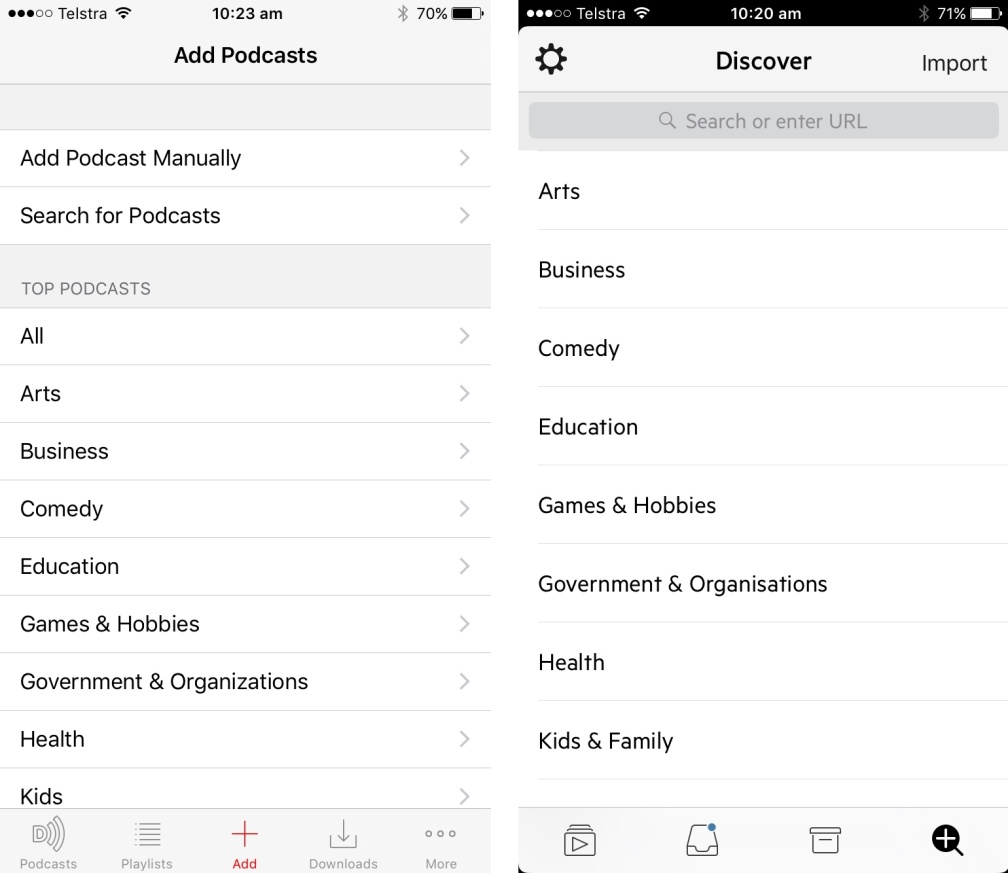 Telstra 10:23 am 70%
Add Podcasts
Add Podcast Manually
Search for Podcasts
TOP PODCASTS
All
Arts
Business
Comedy
Education
Games & Hobbies
Government & Organizations
Health
Kids
Podcasts Playlists Add Downloads More
Telstra 10:20 am 71%
Discover Import
Search or enter URL
Arts
Business
Comedy
Education
Games & Hobbies
Government & Organisations
Health
Kids & Family